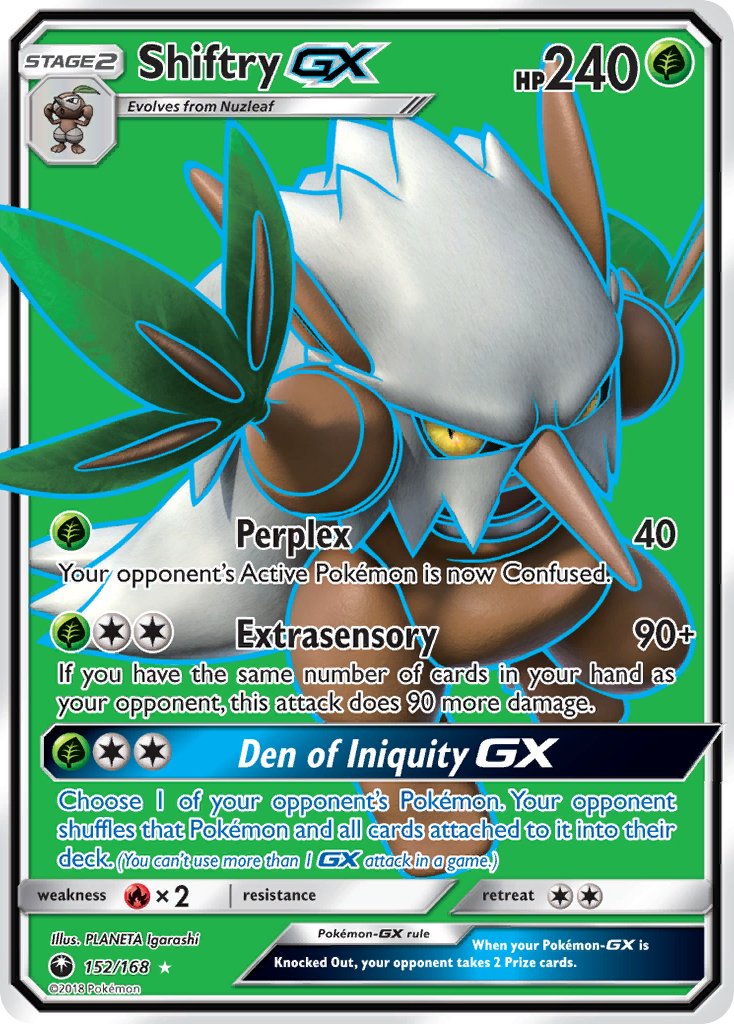 STAGE 2 Shiftry GX HP 240
Evolves from Nuzleaf
Perplex 40
Your opponent's Active Pokémon is now Confused.
Extrasensory 90+
If you have the same number of cards in your hand as
your opponent, this attack does 90 more damage.
Den of Iniquity GX
Choose 1 of your opponent's Pokémon. Your opponent
shuffles that Pokémon and all cards attached to it into their
deck. (You can't use more than 1 GX attack in a game.)
weakness × 2 resistance retreat
Illus. PLANETA Igarashi
152/168
©2018 Pokémon
Pokémon-GX rule
When your Pokémon-GX is
Knocked Out, your opponent takes 2 Prize cards.